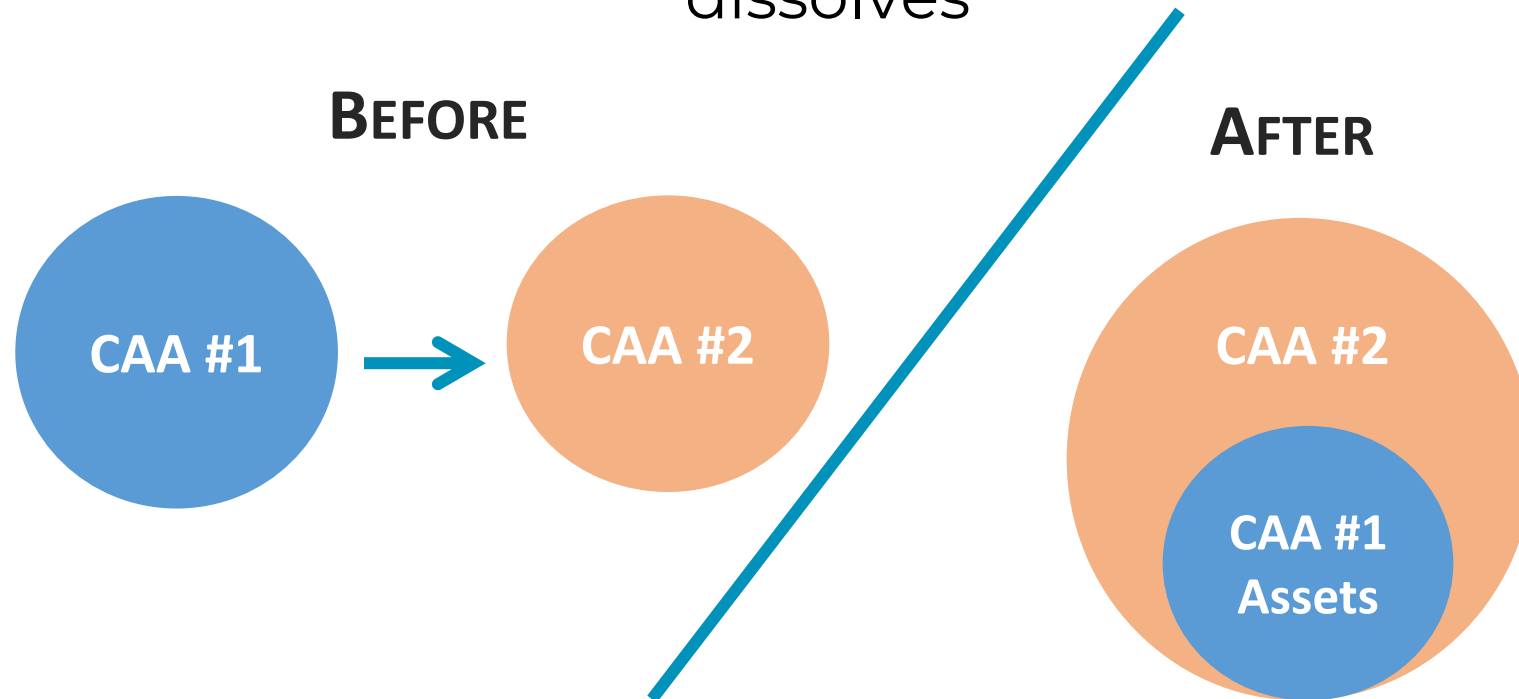 dissolves
BEFORE
AFTER
CAA #1
CAA #2
CAA #2
CAA #1
Assets